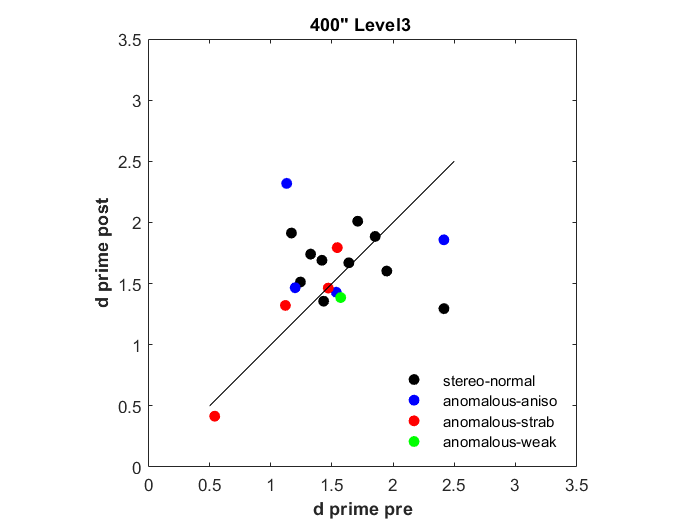 400" Level3
3.5
3
2.5
2
1.5
1
0.5
0
d prime post
stereo-normal
anomalous-aniso
anomalous-strab
anomalous-weak
0 0.5 1 1.5 2 2.5 3 3.5
d prime pre